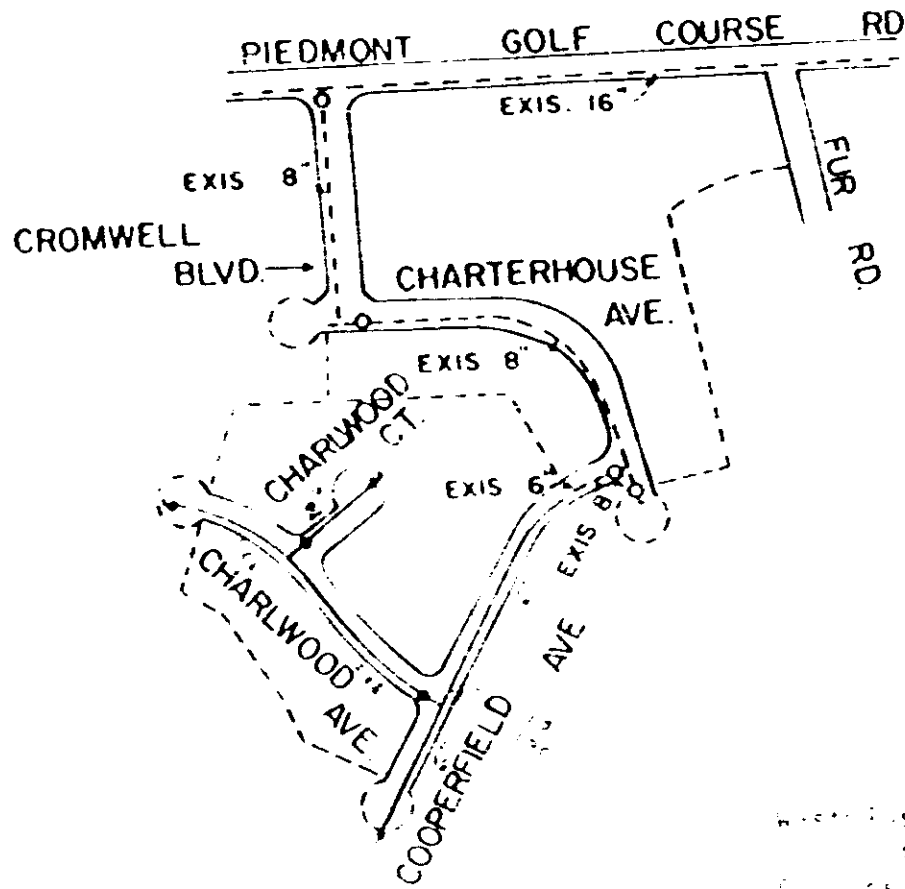 PIEDMONT GOLF COURSE RD
EXIS. 16"
FUR RD.
EXIS 8"
CROMWELL
BLVD.
CHARTERHOUSE
AVE.
EXIS 8"
CHARLWOOD
CT.
2"
EXIS 6"
EXIS 8"
CHARLWOOD
AVE.
COOPERFIELD AVE